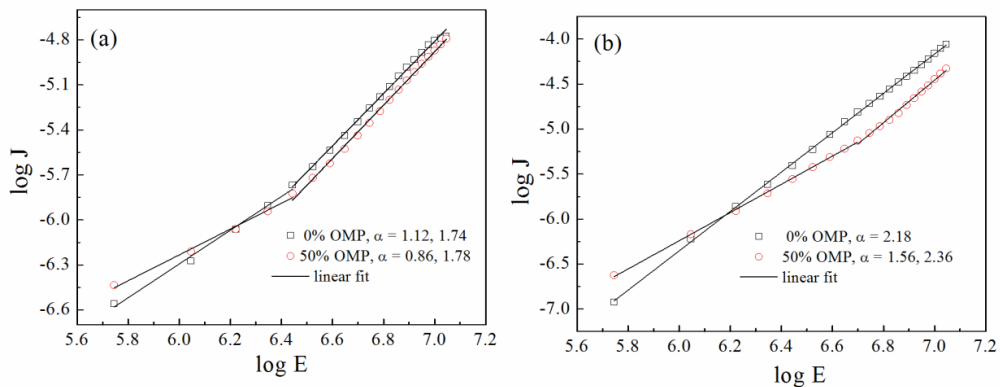 (a)
log J
-4.8
-5.1
-5.4
-5.7
-6.0
-6.3
-6.6
0% OMP, α = 1.12, 1.74
50% OMP, α = 0.86, 1.78
linear fit
5.6 5.8 6.0 6.2 6.4 6.6 6.8 7.0 7.2
log E
(b)
log J
-4.0
-4.5
-5.0
-5.5
-6.0
-6.5
-7.0
0% OMP, α = 2.18
50% OMP, α = 1.56, 2.36
linear fit
5.6 5.8 6.0 6.2 6.4 6.6 6.8 7.0 7.2
log E